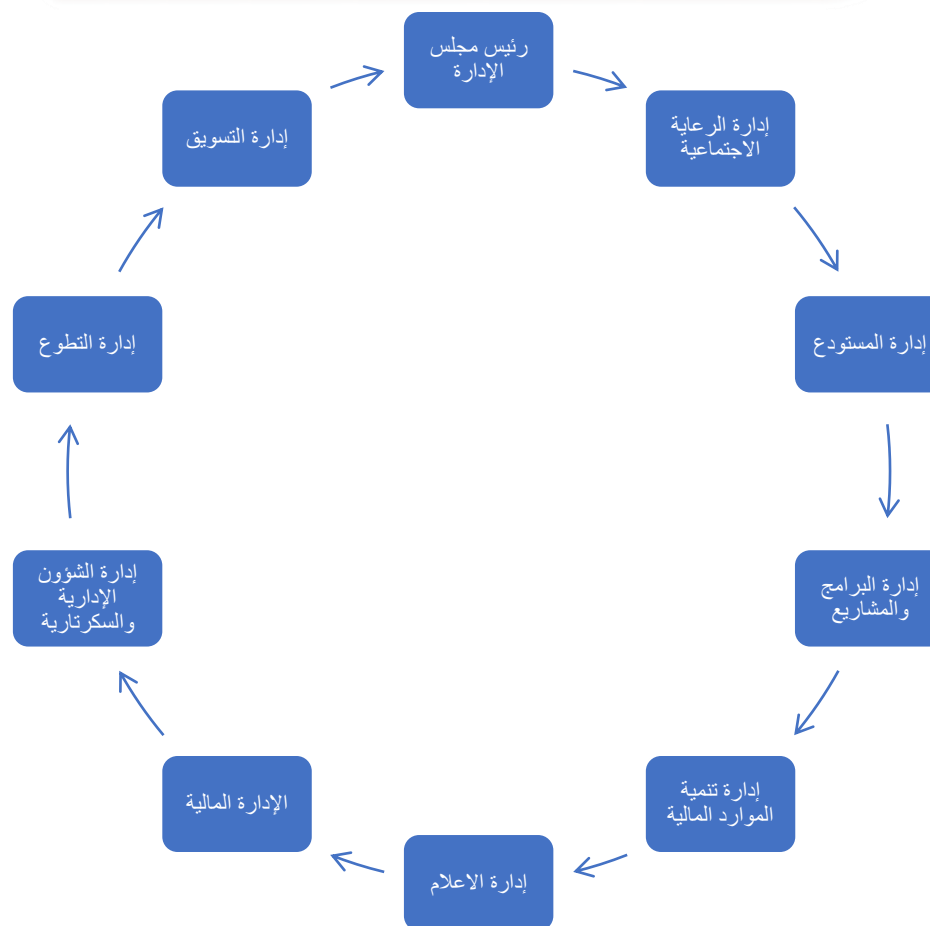 رئيس مجلس
الإدارة
إدارة الرعاية
الاجتماعية
إدارة المستودع
إدارة البرامج
والمشاريع
إدارة تنمية
الموارد المالية
إدارة الاعلام
الإدارة المالية
إدارة الشؤون
الإدارية
والسكرتارية
إدارة التطوع
إدارة التسويق